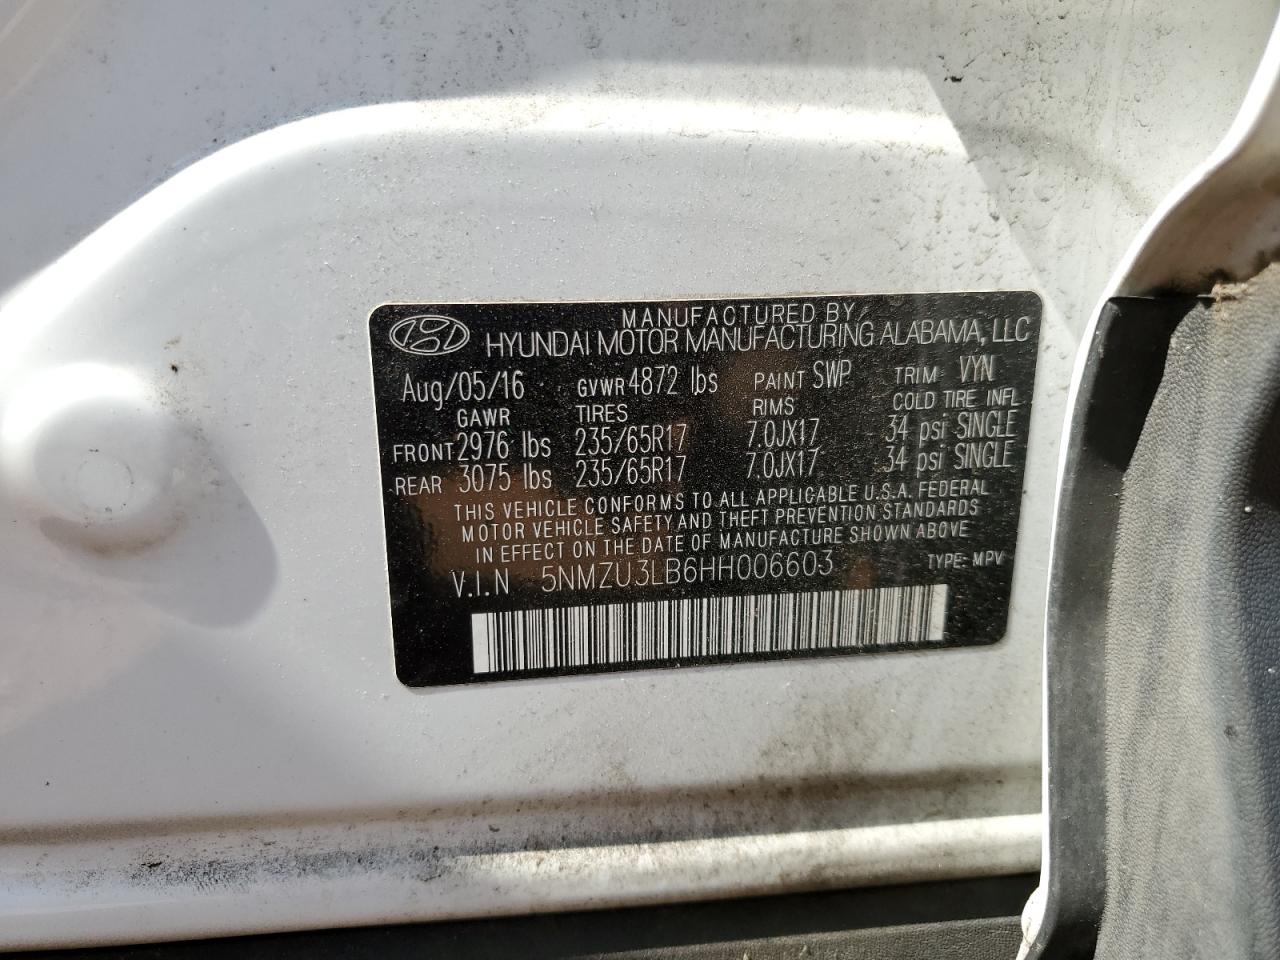 MANUFACTURED BY
HYUNDAI MOTOR MANUFACTURING ALABAMA, LLC
Aug/05/16 GVWR 4872 lbs PAINT SWP TRIM VYN
GAWR TIRES RIMS COLD TIRE INFL
FRONT 2976 lbs 235/65R17 7.0JX17 34 psi SINGLE
REAR 3075 lbs 235/65R17 7.0JX17 34 psi SINGLE
THIS VEHICLE CONFORMS TO ALL APPLICABLE U.S.A. FEDERAL
MOTOR VEHICLE SAFETY AND THEFT PREVENTION STANDARDS
IN EFFECT ON THE DATE OF MANUFACTURE SHOWN ABOVE
V.I.N 5NMZU3LB6HH006603 TYPE: MPV